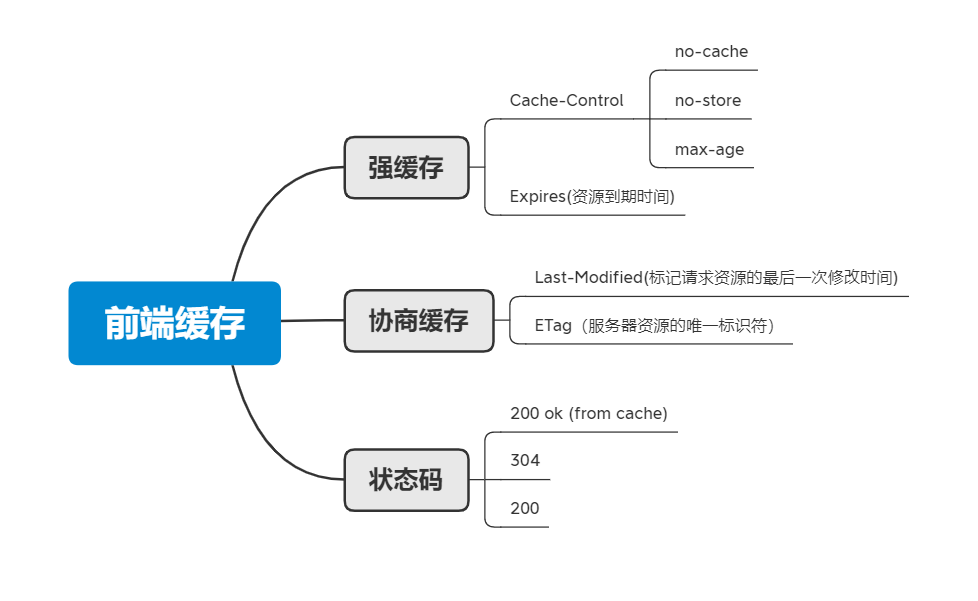 前端缓存
强缓存
Cache-Control
no-cache
no-store
max-age
Expires(资源到期时间)
协商缓存
Last-Modified(标记请求资源的最后一次修改时间)
ETag（服务器资源的唯一标识符）
状态码
200 ok (from cache)
304
200